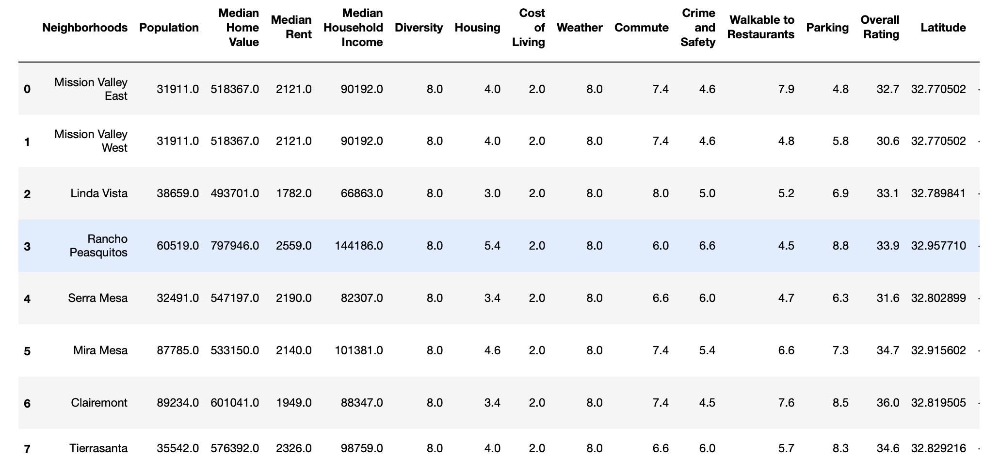 Neighborhoods Population Median Home Value Median Rent Median Household Income Diversity Housing Cost of Living Weather Commute Crime and Safety Walkable to Restaurants Parking Overall Rating Latitude
0 Mission Valley East 31911.0 518367.0 2121.0 90192.0 8.0 4.0 2.0 8.0 7.4 4.6 7.9 4.8 32.7 32.770502 -
1 Mission Valley West 31911.0 518367.0 2121.0 90192.0 8.0 4.0 2.0 8.0 7.4 4.6 4.8 5.8 30.6 32.770502 -
2 Linda Vista 38659.0 493701.0 1782.0 66863.0 8.0 3.0 2.0 8.0 8.0 5.0 5.2 6.9 33.1 32.789841 -
3 Rancho Peasquitos 60519.0 797946.0 2559.0 144186.0 8.0 5.4 2.0 8.0 6.0 6.6 4.5 8.8 33.9 32.957710 -
4 Serra Mesa 32491.0 547197.0 2190.0 82307.0 8.0 3.4 2.0 8.0 6.6 6.0 4.7 6.3 31.6 32.802899 -
5 Mira Mesa 87785.0 533150.0 2140.0 101381.0 8.0 4.6 2.0 8.0 7.4 5.4 6.6 7.3 34.7 32.915602 -
6 Clairemont 89234.0 601041.0 1949.0 88347.0 8.0 3.4 2.0 8.0 7.4 4.5 7.6 8.5 36.0 32.819505 -
7 Tierrasanta 35542.0 576392.0 2326.0 98759.0 8.0 4.0 2.0 8.0 6.6 6.0 5.7 8.3 34.6 32.829216 -